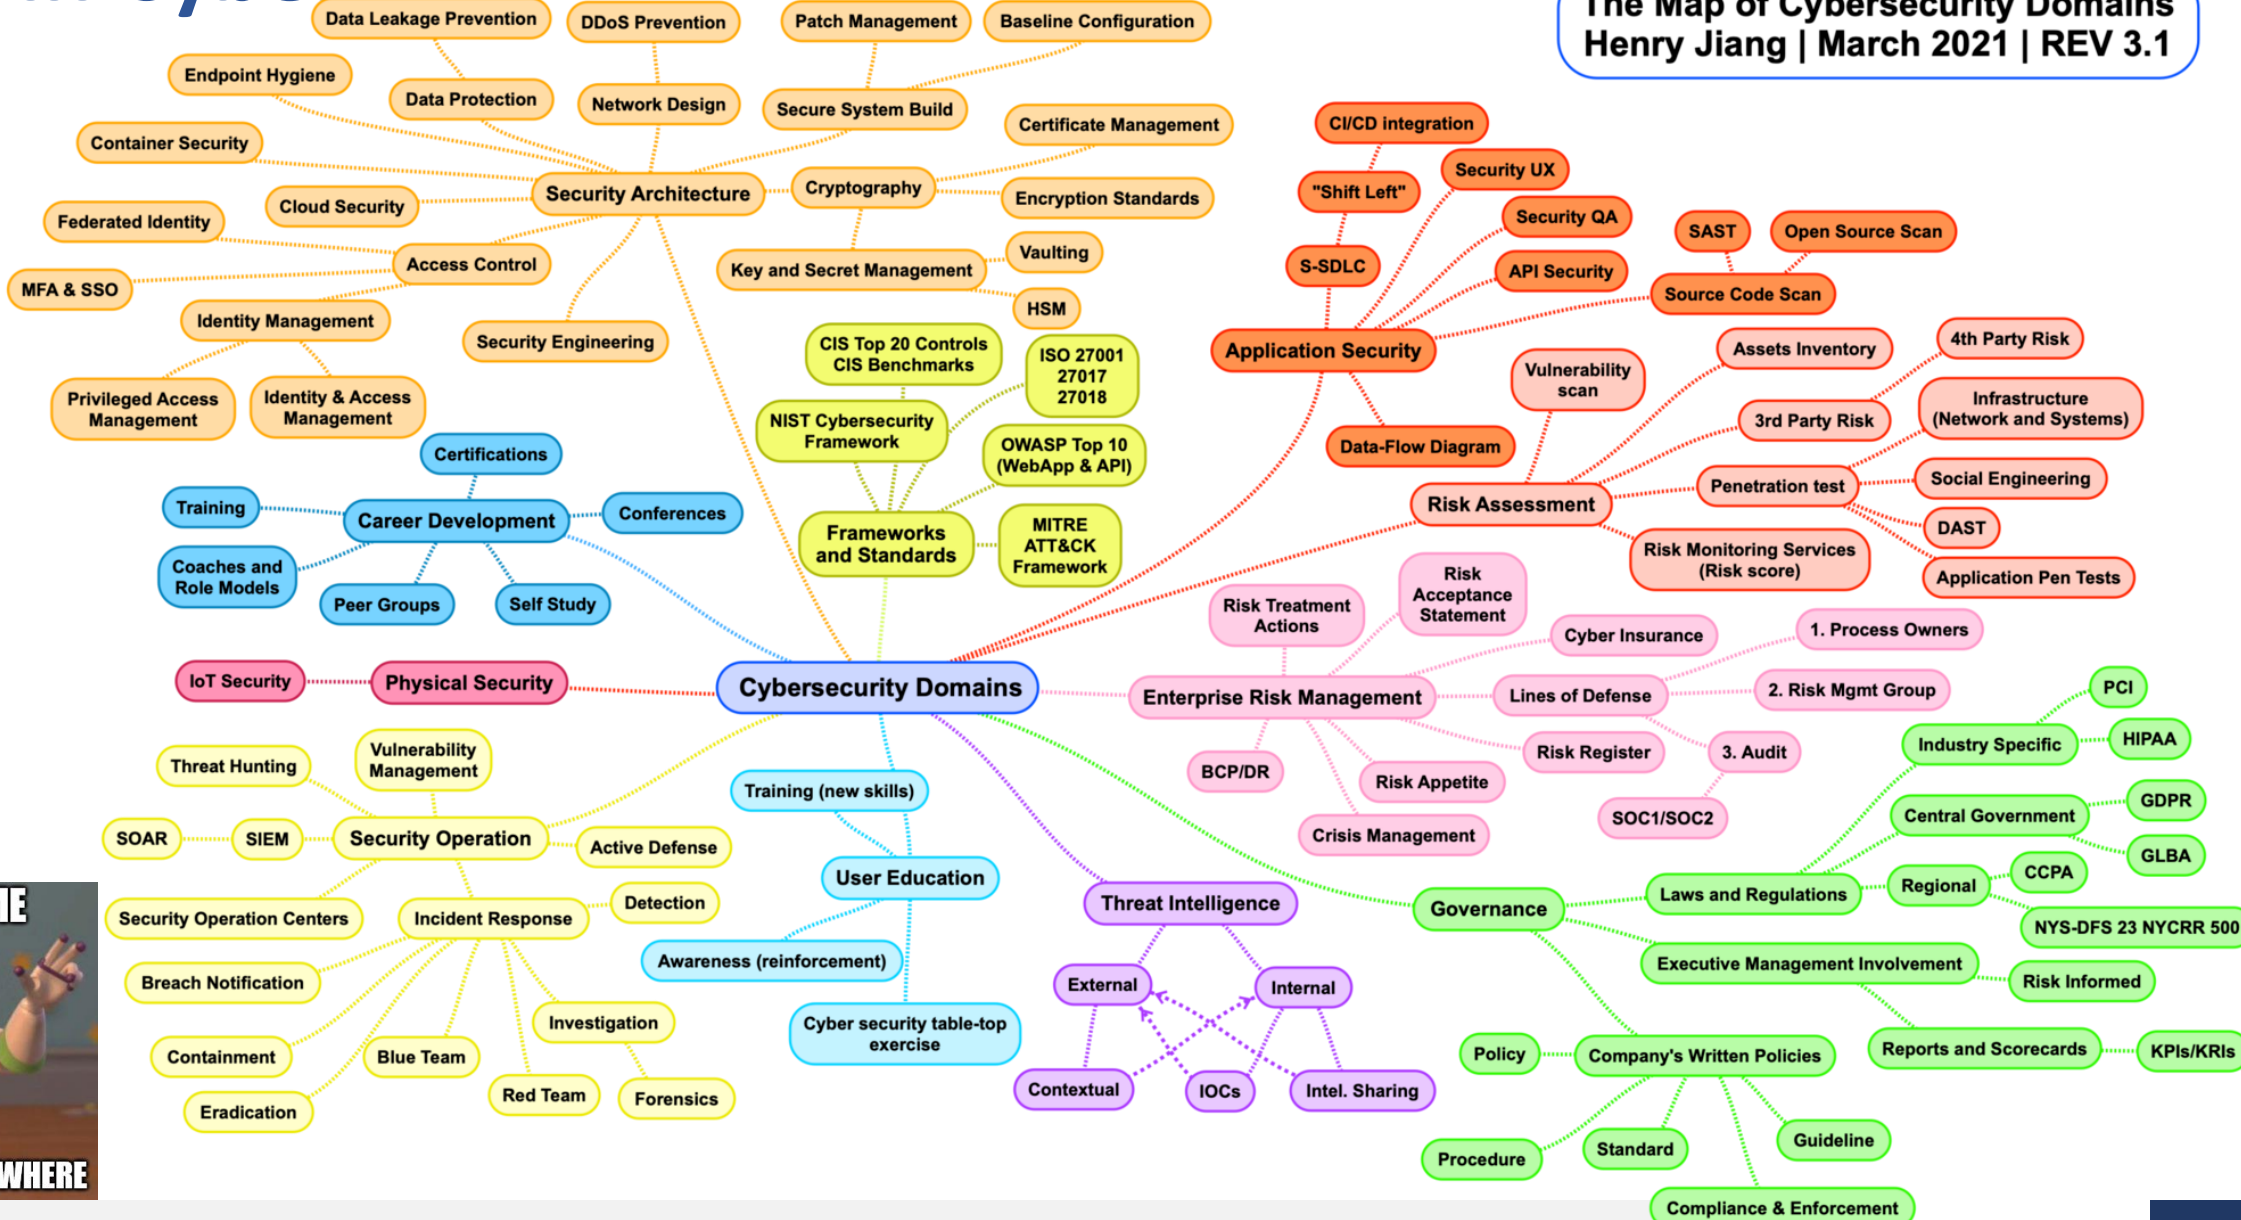 Cybe
The Map of Cybersecurity Domains
Henry Jiang | March 2021 | REV 3.1
Data Leakage Prevention
DDoS Prevention
Patch Management
Baseline Configuration
Endpoint Hygiene
Data Protection
Network Design
Secure System Build
Certificate Management
Container Security
Security Architecture
Cryptography
Encryption Standards
Cloud Security
Federated Identity
Access Control
Key and Secret Management
Vaulting
MFA & SSO
HSM
Identity Management
Security Engineering
Privileged Access
Management
Identity & Access
Management
CI/CD integration
Security UX
"Shift Left"
Security QA
SAST
Open Source Scan
S-SDLC
API Security
Source Code Scan
Application Security
Data-Flow Diagram
CIS Top 20 Controls
CIS Benchmarks
ISO 27001
27017
27018
NIST Cybersecurity
Framework
OWASP Top 10
(WebApp & API)
Frameworks
and Standards
MITRE
ATT&CK
Framework
Vulnerability
scan
Assets Inventory
4th Party Risk
3rd Party Risk
Infrastructure
(Network and Systems)
Penetration test
Social Engineering
Risk Assessment
DAST
Risk Monitoring Services
(Risk score)
Application Pen Tests
Certifications
Training
Career Development
Conferences
Coaches and
Role Models
Peer Groups
Self Study
IoT Security
Physical Security
Cybersecurity Domains
Risk Treatment
Actions
Risk
Acceptance
Statement
Cyber Insurance
1. Process Owners
Enterprise Risk Management
Lines of Defense
2. Risk Mgmt Group
Risk Register
3. Audit
BCP/DR
Risk Appetite
SOC1/SOC2
Crisis Management
Threat Hunting
Vulnerability
Management
SOAR
SIEM
Security Operation
Active Defense
Security Operation Centers
Incident Response
Detection
Breach Notification
Investigation
Containment
Blue Team
Red Team
Forensics
Eradication
Training (new skills)
User Education
Awareness (reinforcement)
Cyber security table-top
exercise
Threat Intelligence
External
Internal
Contextual
IOCs
Intel. Sharing
PCI
Industry Specific
HIPAA
Central Government
GDPR
GLBA
Governance
Laws and Regulations
Regional
CCPA
NYS-DFS 23 NYCRR 500
Executive Management Involvement
Risk Informed
Reports and Scorecards
KPIs/KRIs
Policy
Company's Written Policies
Procedure
Standard
Guideline
Compliance & Enforcement
WHERE